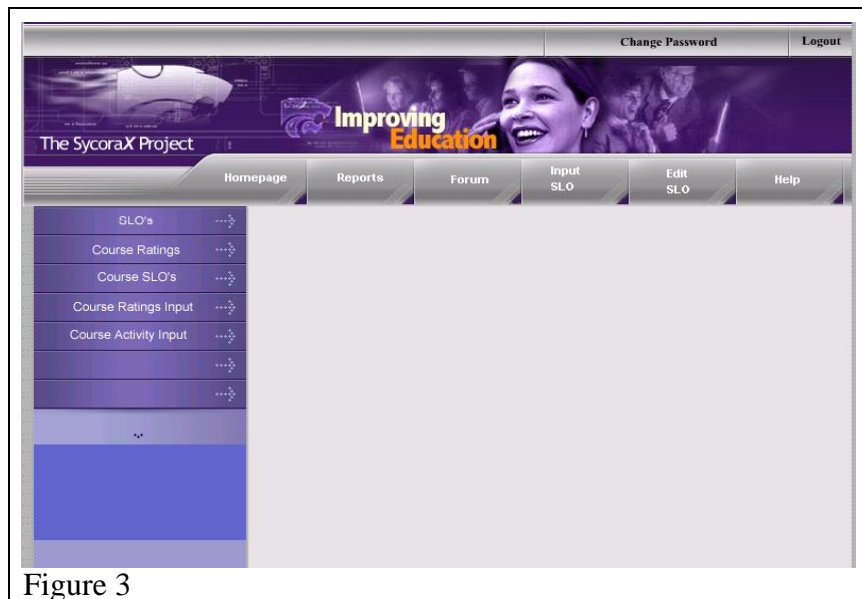 Change Password Logout
Improving
Education
The SycoraX Project
Homepage Reports Forum Input SLO Edit SLO Help
SLO's
Course Ratings
Course SLO's
Course Ratings Input
Course Activity Input
Figure 3